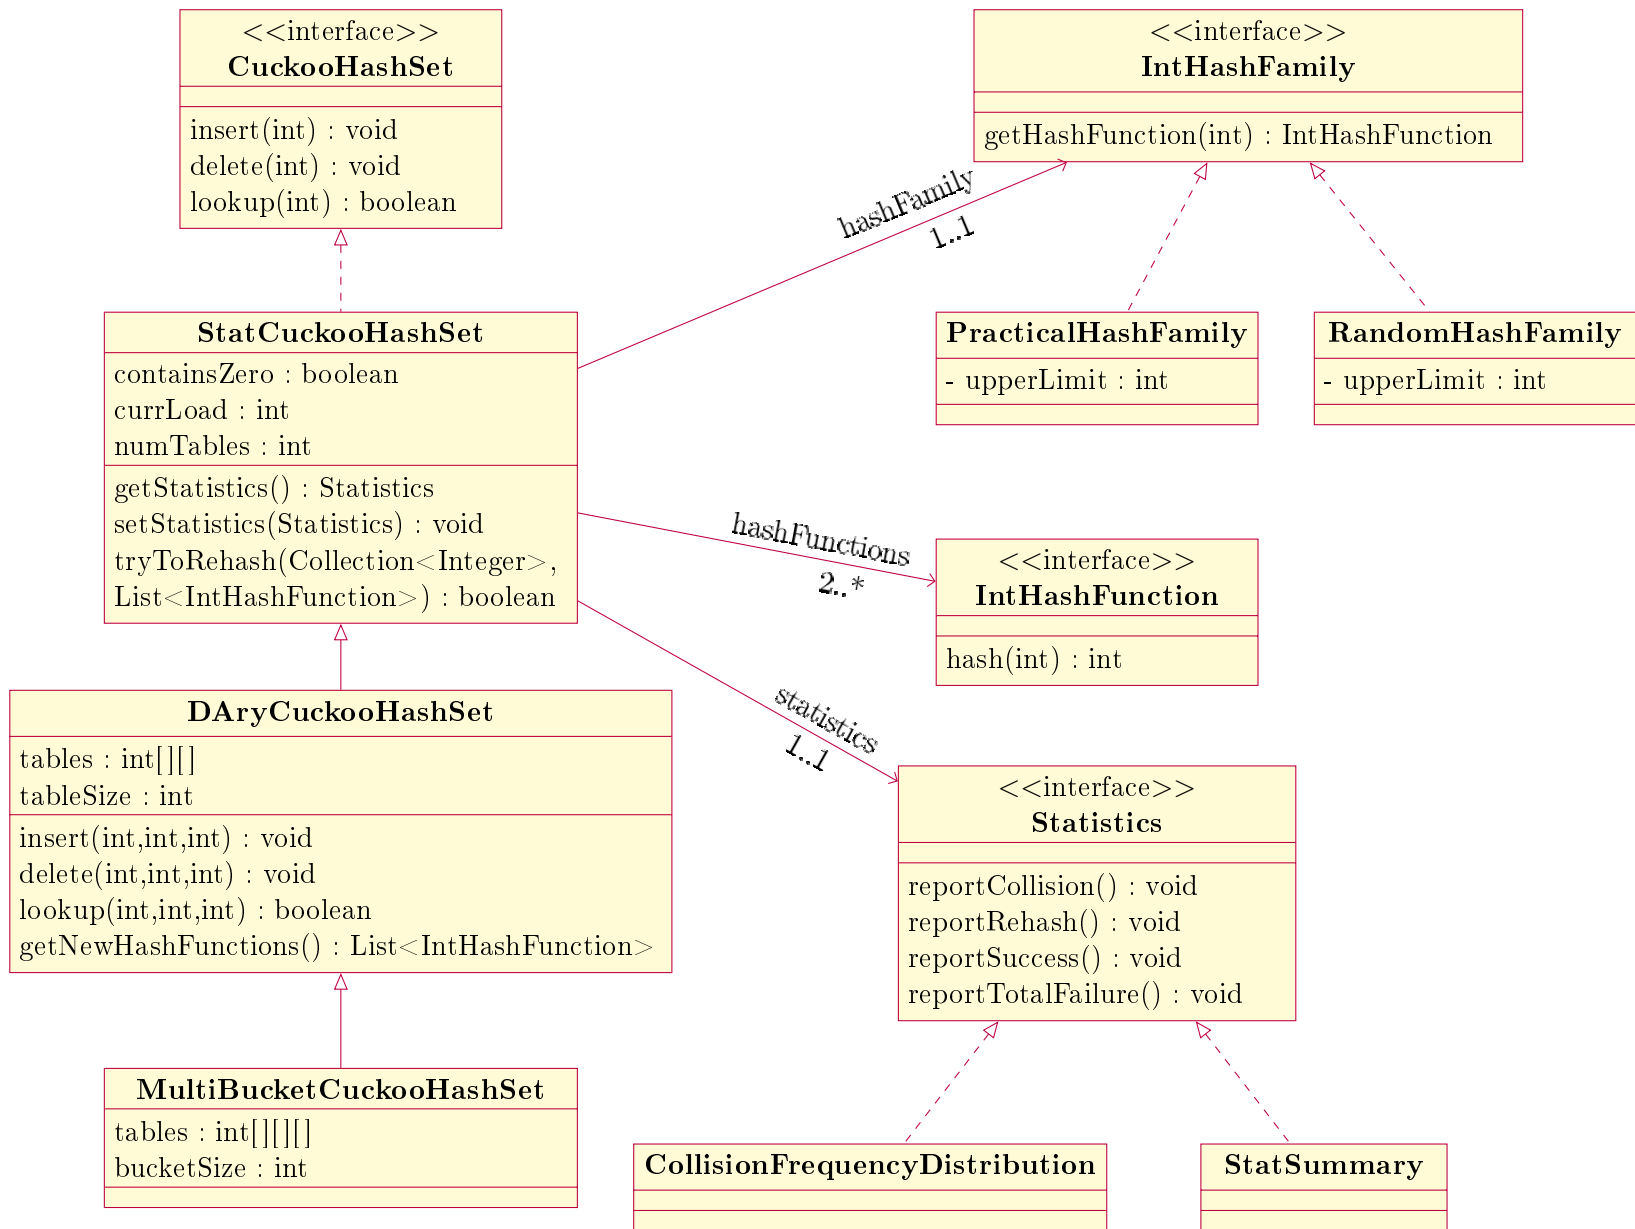 <<interface>>
CuckooHashSet
insert(int) : void
delete(int) : void
lookup(int) : boolean
<<interface>>
IntHashFamily
getHashFunction(int) : IntHashFunction
hashFamily
1..1
StatCuckooHashSet
containsZero : boolean
currLoad : int
numTables : int
getStatistics() : Statistics
setStatistics(Statistics) : void
tryToRehash(Collection<Integer>,
List<IntHashFunction>) : boolean
PracticalHashFamily
- upperLimit : int
RandomHashFamily
- upperLimit : int
hashFunctions
2..*
<<interface>>
IntHashFunction
hash(int) : int
statistics
1..1
DAryCuckooHashSet
tables : int[][]
tableSize : int
insert(int,int,int) : void
delete(int,int,int) : void
lookup(int,int,int) : boolean
getNewHashFunctions() : List<IntHashFunction>
<<interface>>
Statistics
reportCollision() : void
reportRehash() : void
reportSuccess() : void
reportTotalFailure() : void
MultiBucketCuckooHashSet
tables : int[][][]
bucketSize : int
CollisionFrequencyDistribution
StatSummary